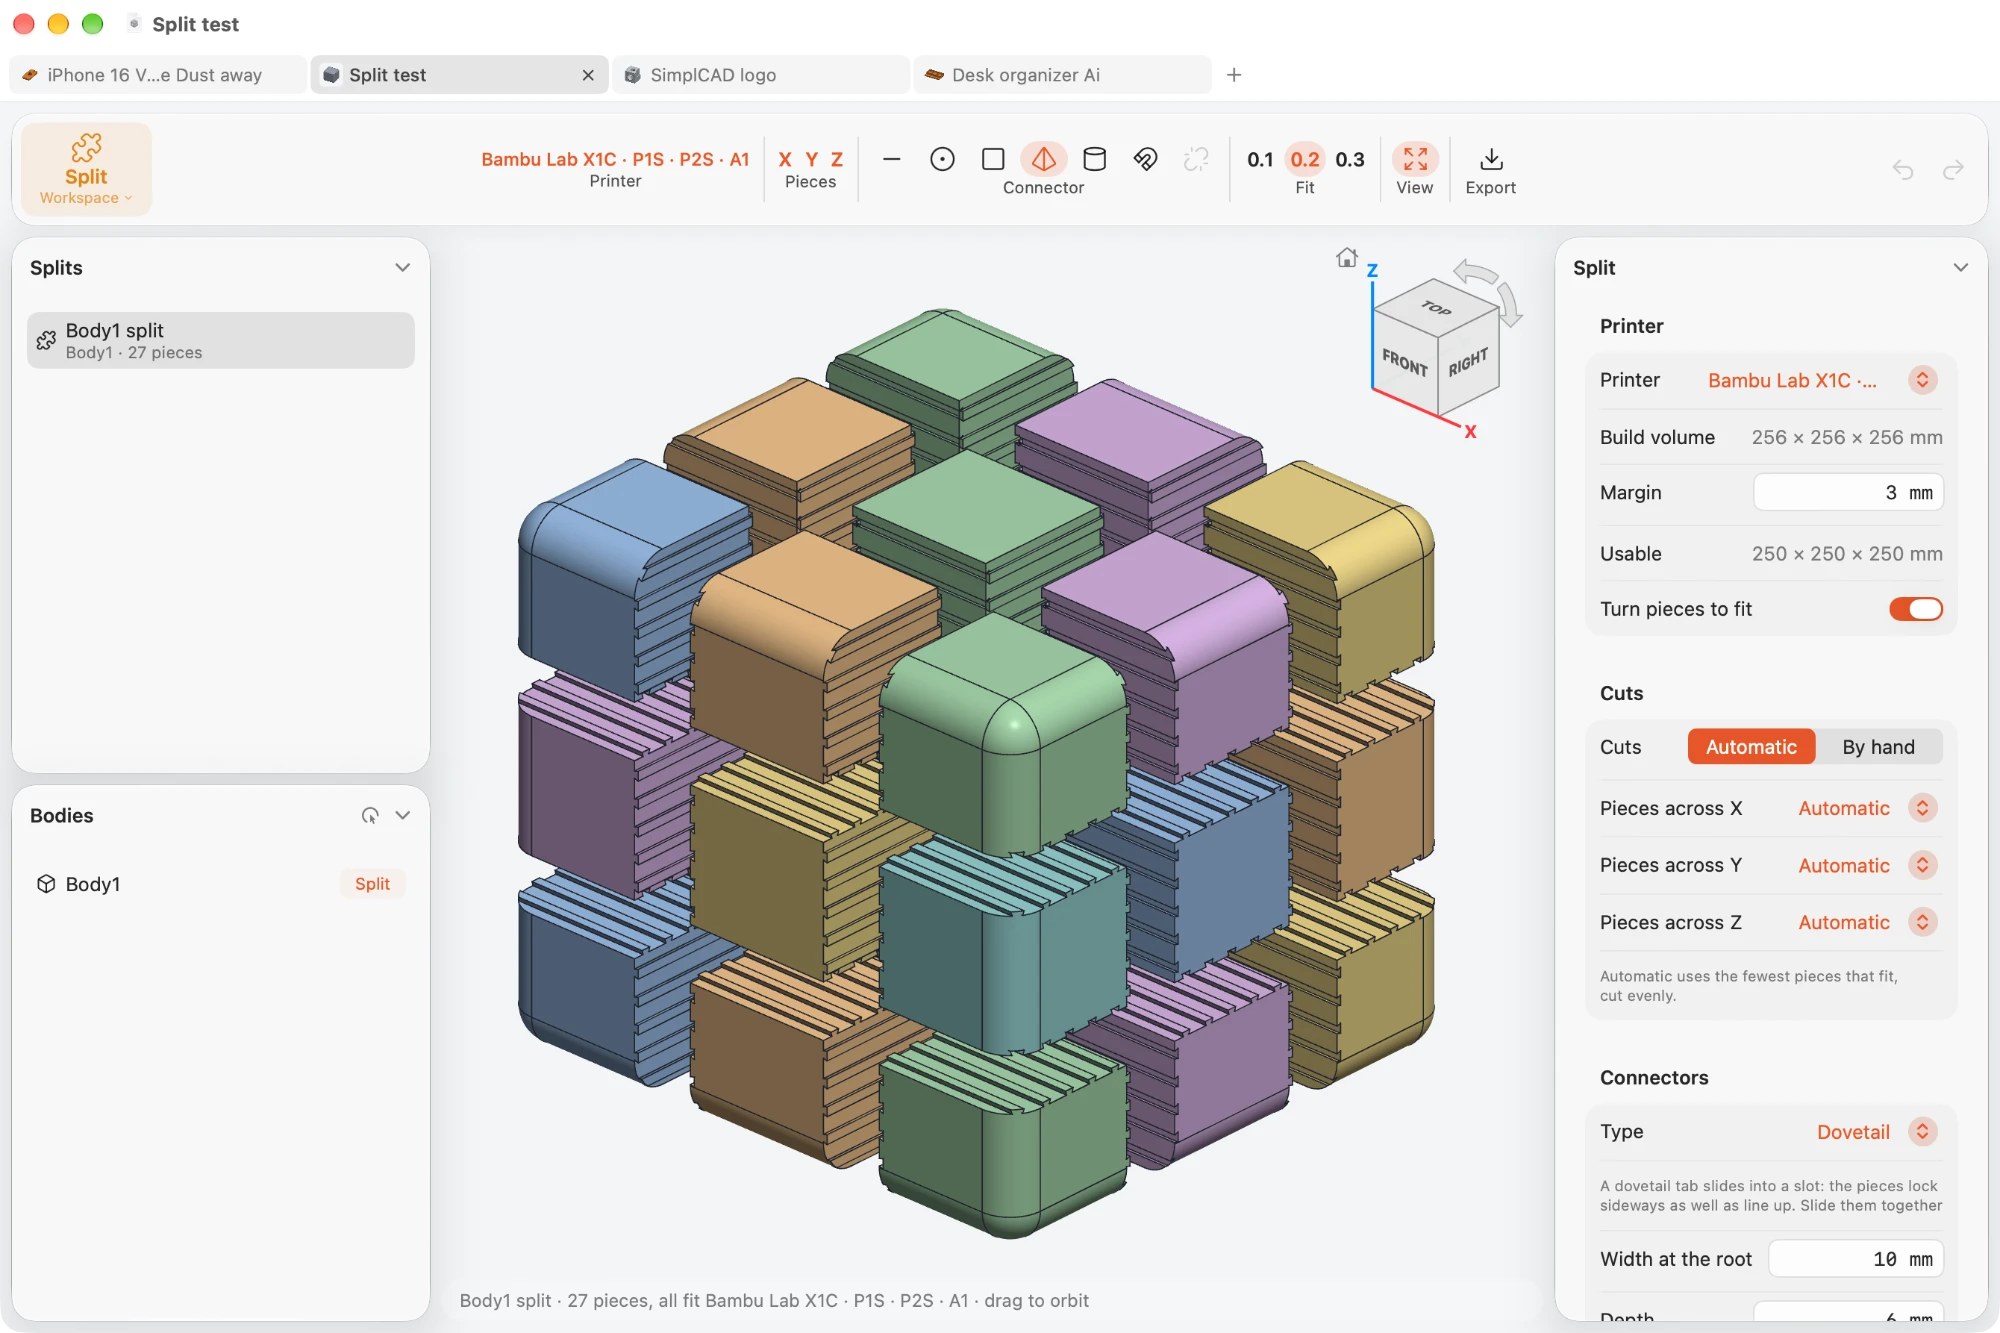 Split test
iPhone 16 V...e Dust away
Split test
SimplCAD logo
Desk organizer Ai
Split
Workspace
Bambu Lab X1C · P1S · P2S · A1
Printer
X Y Z
Pieces
Connector
0.1 0.2 0.3
Fit
View
Export
Splits
Body1 split
Body1 · 27 pieces
Bodies
Body1
Split
Z
TOP
FRONT
RIGHT
X
Body1 split · 27 pieces, all fit Bambu Lab X1C · P1S · P2S · A1 · drag to orbit
Split
Printer
Printer Bambu Lab X1C ·...
Build volume 256 × 256 × 256 mm
Margin 3 mm
Usable 250 × 250 × 250 mm
Turn pieces to fit
Cuts
Cuts Automatic By hand
Pieces across X Automatic
Pieces across Y Automatic
Pieces across Z Automatic
Automatic uses the fewest pieces that fit,
cut evenly.
Connectors
Type Dovetail
A dovetail tab slides into a slot: the pieces lock
sideways as well as line up. Slide them together
Width at the root 10 mm
Depth 6 mm